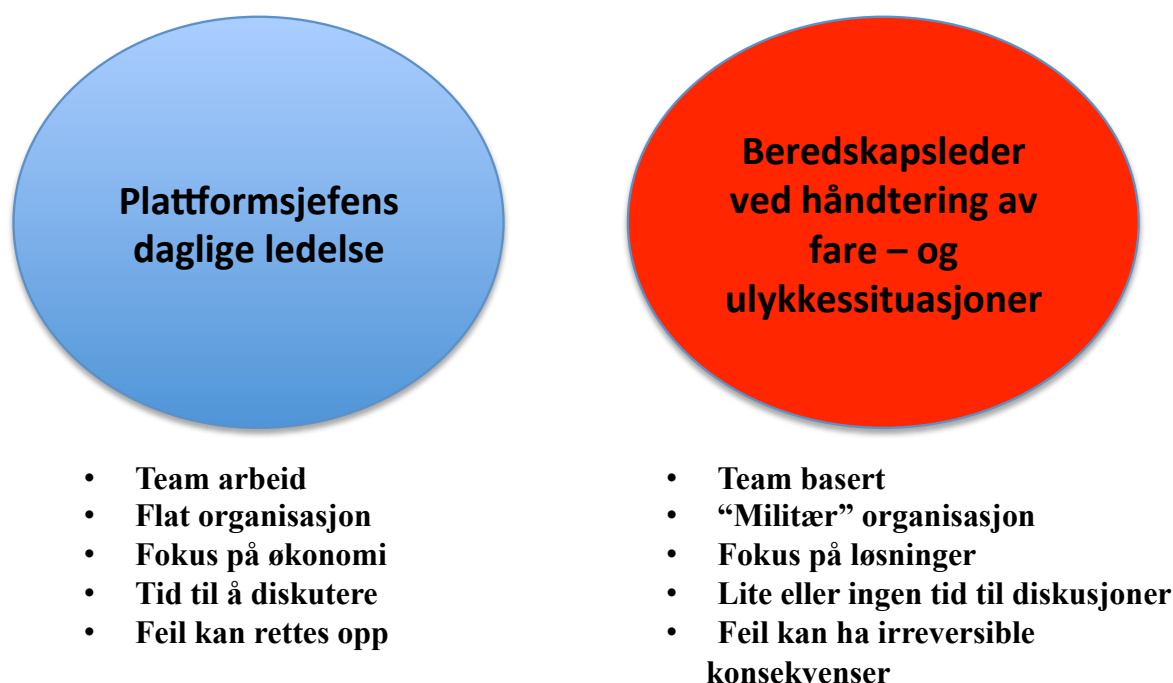 Plattformsjefens
daglige ledelse
• Team arbeid
• Flat organisasjon
• Fokus på økonomi
• Tid til å diskutere
• Feil kan rettes opp
Beredskapsleder
ved håndtering av
fare – og
ulykkessituasjoner
• Team basert
• “Militær” organisasjon
• Fokus på løsninger
• Lite eller ingen tid til diskusjoner
• Feil kan ha irreversible
konsekvenser